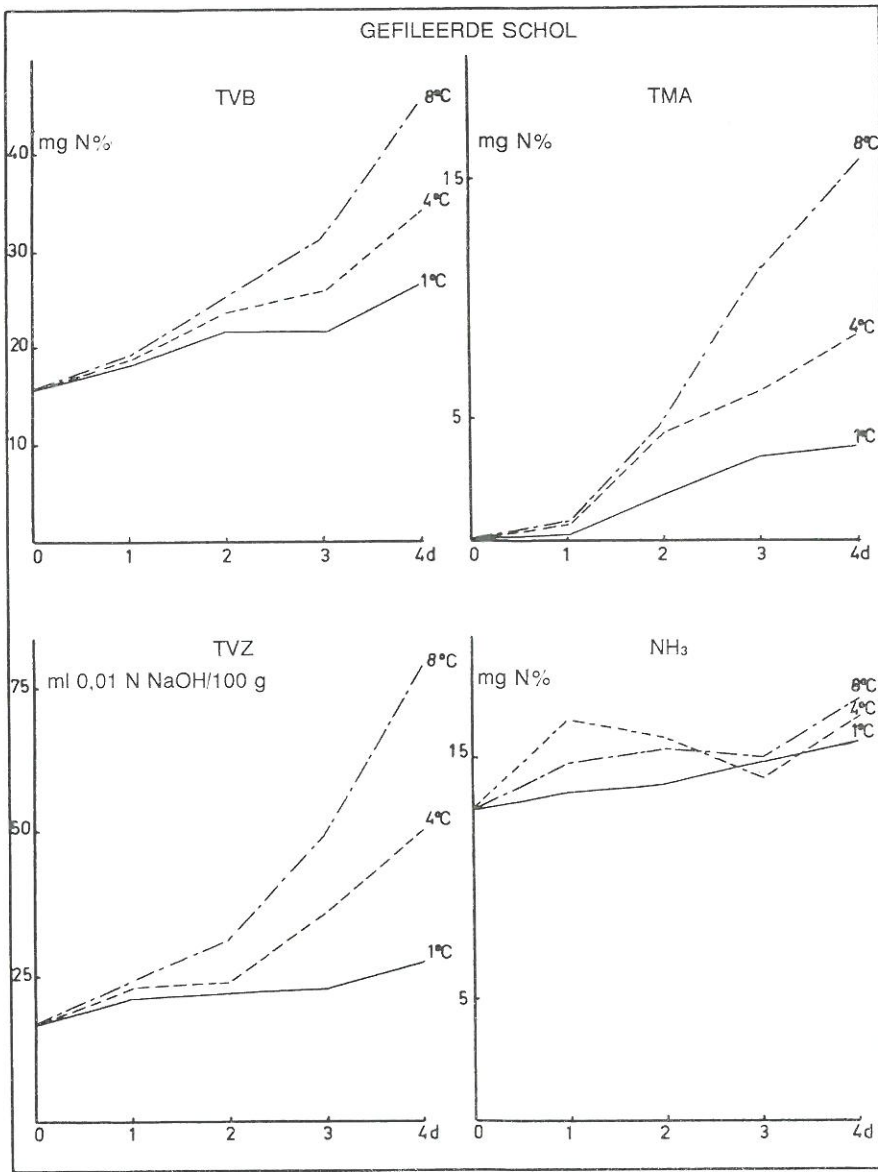 GEFILEERDE SCHOL
TVB
mg N%
40
30
20
10
0 1 2 3 4d
8°C
4°C
1°C
TMA
mg N%
15
5
0 1 2 3 4d
8°C
4°C
1°C
TVZ
ml 0,01 N NaOH/100 g
75
50
25
0 1 2 3 4d
8°C
4°C
1°C
NH₃
mg N%
15
5
0 1 2 3 4d
8°C
4°C
1°C